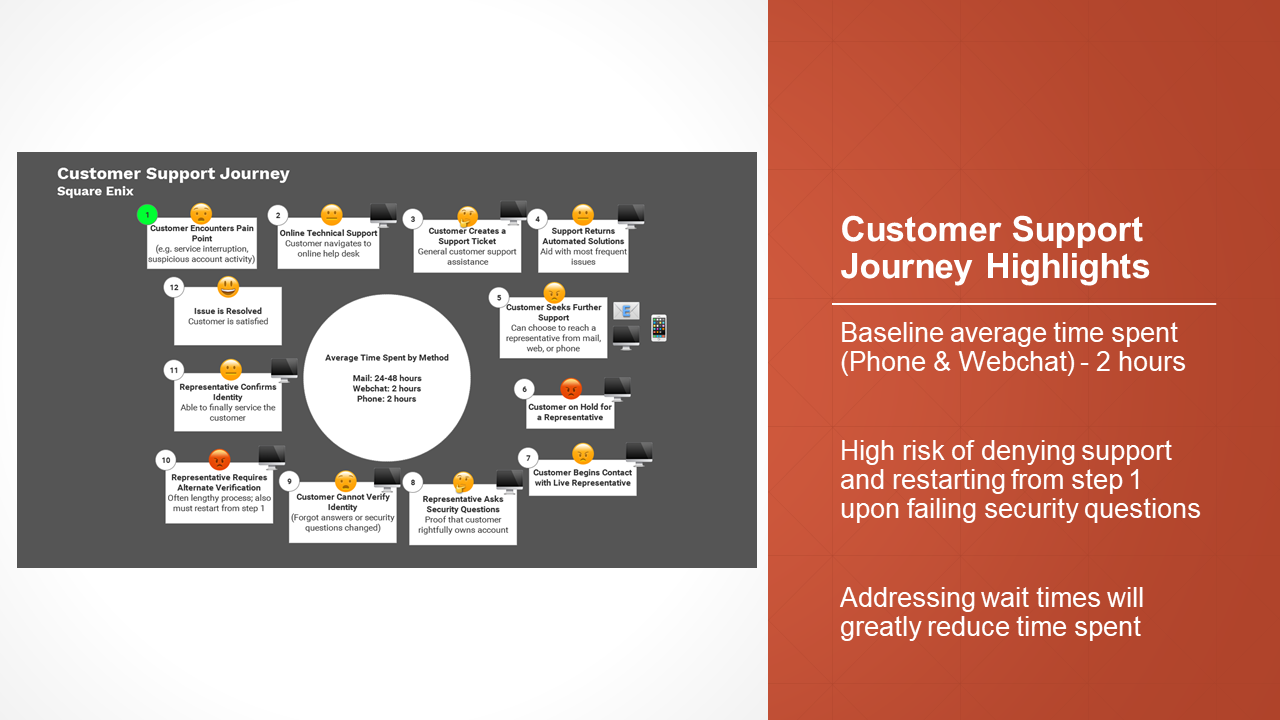 Customer Support Journey
Square Enix
1
Customer Encounters Pain
Point
(e.g. service interruption,
suspicious account activity)
2
Online Technical Support
Customer navigates to
online help desk
3
Customer Creates a
Support Ticket
General customer support
assistance
4
Support Returns
Automated Solutions
Aid with most frequent
issues
5
Customer Seeks Further
Support
Can choose to reach a
representative from mail,
web, or phone
6
Customer on Hold for
a Representative
7
Customer Begins Contact
with Live Representative
8
Representative Asks
Security Questions
Proof that customer
rightfully owns account
9
Customer Cannot Verify
Identity
(Forgot answers or security
questions changed)
10
Representative Requires
Alternate Verification
Often lengthy process; also
must restart from step 1
11
Representative Confirms
Identity
Able to finally service the
customer
12
Issue is Resolved
Customer is satisfied
Average Time Spent by Method
Mail: 24-48 hours
Webchat: 2 hours
Phone: 2 hours
Customer Support
Journey Highlights
Baseline average time spent
(Phone & Webchat) - 2 hours
High risk of denying support
and restarting from step 1
upon failing security questions
Addressing wait times will
greatly reduce time spent